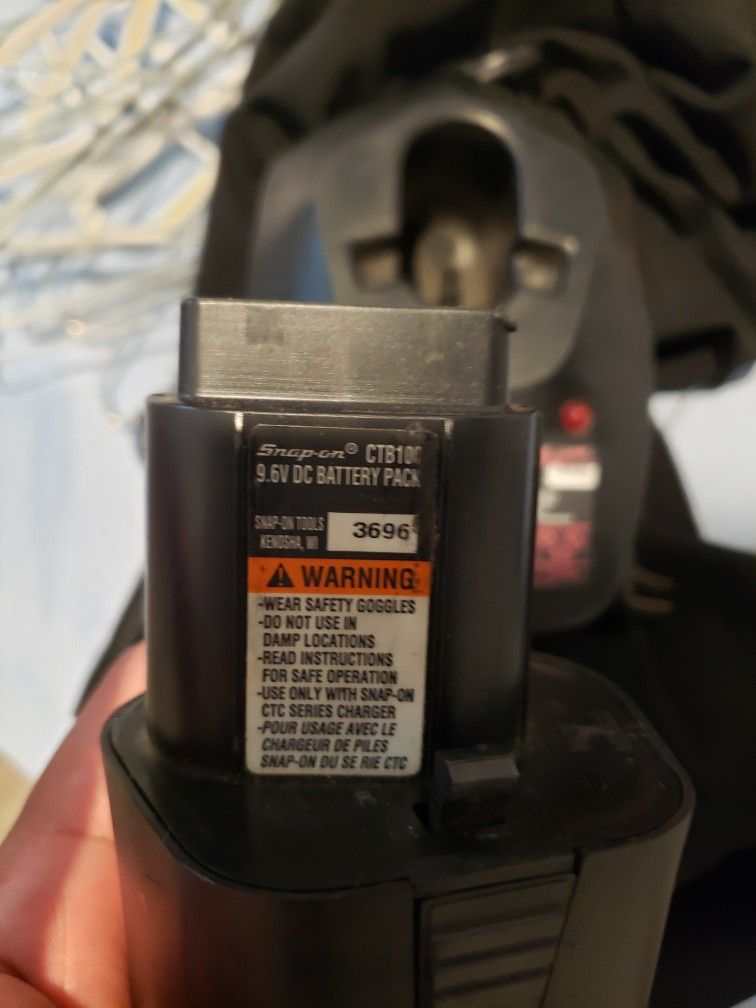 Snap-on® CTB100
9.6V DC BATTERY PACK
SNAP-ON TOOLS
KENOSHA, WI
3696
WARNING
-WEAR SAFETY GOGGLES
-DO NOT USE IN
DAMP LOCATIONS
-READ INSTRUCTIONS
FOR SAFE OPERATION
-USE ONLY WITH SNAP-ON
CTC SERIES CHARGER
-POUR USAGE AVEC LE
CHARGEUR DE PILES
SNAP-ON DU SE RIE CTC